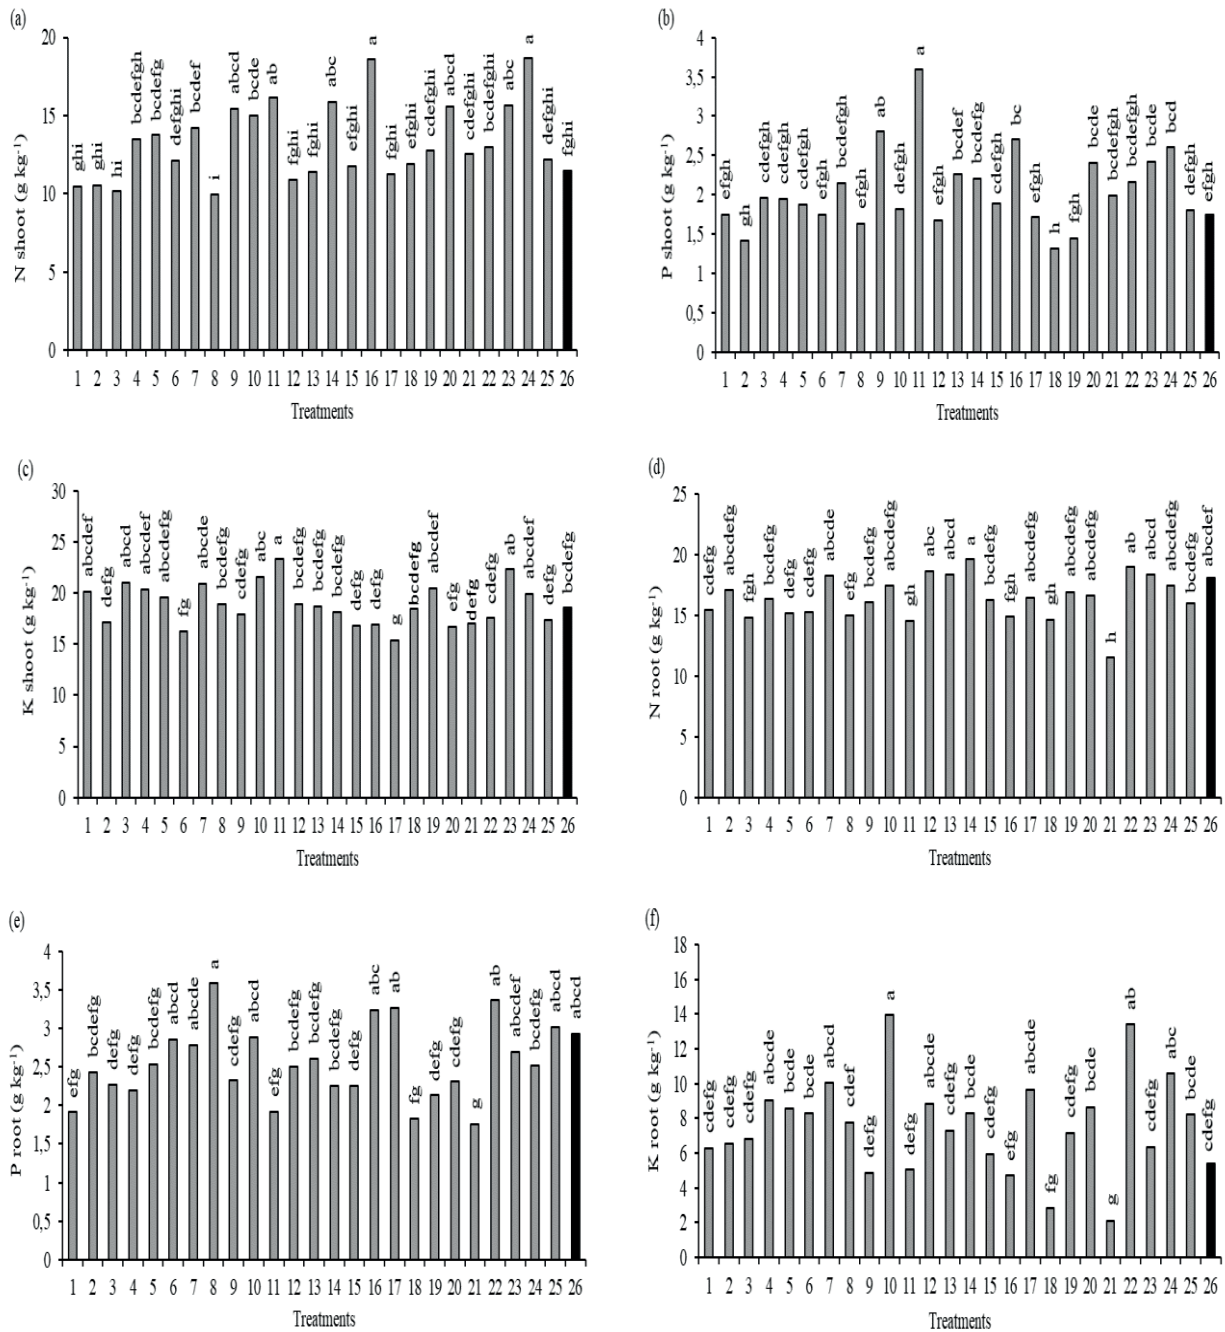 (a)
N shoot (g kg⁻¹)
20
15
10
5
0
ghi ghi hi bcdefgh bcdefg defghi bcdef i abcd bcde ab fghi fghi abc efghi a fghi efghi cdefghi abcd cdefghi bcdefghi abc a defghi fghi
1 2 3 4 5 6 7 8 9 10 11 12 13 14 15 16 17 18 19 20 21 22 23 24 25 26
Treatments
(b)
P shoot (g kg⁻¹)
4
3,5
3
2,5
2
1,5
1
0,5
0
efgh gh cdefgh cdefgh cdefgh efgh bcdefgh efgh ab defgh a efgh bcdef bcdefg cdefgh bc efgh h fgh bcde bcdefgh bcdefgh bcde bcd defgh efgh
1 2 3 4 5 6 7 8 9 10 11 12 13 14 15 16 17 18 19 20 21 22 23 24 25 26
Treatments
(c)
K shoot (g kg⁻¹)
30
25
20
15
10
5
0
abcdef defg abcd abcdef abcdefg fg abcde bcdefg cdefg abc a bcdefg bcdefg bcdefg defg defg g bcdefg abcdef efg defg cdefg ab abcdef defg bcdefg
1 2 3 4 5 6 7 8 9 10 11 12 13 14 15 16 17 18 19 20 21 22 23 24 25 26
Treatments
(d)
N root (g kg⁻¹)
25
20
15
10
5
0
cdefg abcdefg fgh bcdefg defg cdefg abcde efg bcdefg abcdefg gh abc abcd a bcdefg fgh abcdefg gh abcdefg abcdefg h ab abcd abcdefg bcdefg abcdef
1 2 3 4 5 6 7 8 9 10 11 12 13 14 15 16 17 18 19 20 21 22 23 24 25 26
Treatments
(e)
P root (g kg⁻¹)
4
3,5
3
2,5
2
1,5
1
0,5
0
efg bcdefg defg defg bcdefg abcd abcde a cdefg abcd efg bcdefg bcdefg bcdefg defg abc ab fg defg cdefg g ab abcdef bcdefg abcd abcd
1 2 3 4 5 6 7 8 9 10 11 12 13 14 15 16 17 18 19 20 21 22 23 24 25 26
Treatments
(f)
K root (g kg⁻¹)
18
16
14
12
10
8
6
4
2
0
cdefg cdefg cdefg abcde bcde bcde abcd cdef defg a defg abcde cdefg bcde cdefg efg abcde fg cdefg bcde g ab cdefg abc bcde cdefg
1 2 3 4 5 6 7 8 9 10 11 12 13 14 15 16 17 18 19 20 21 22 23 24 25 26
Treatments